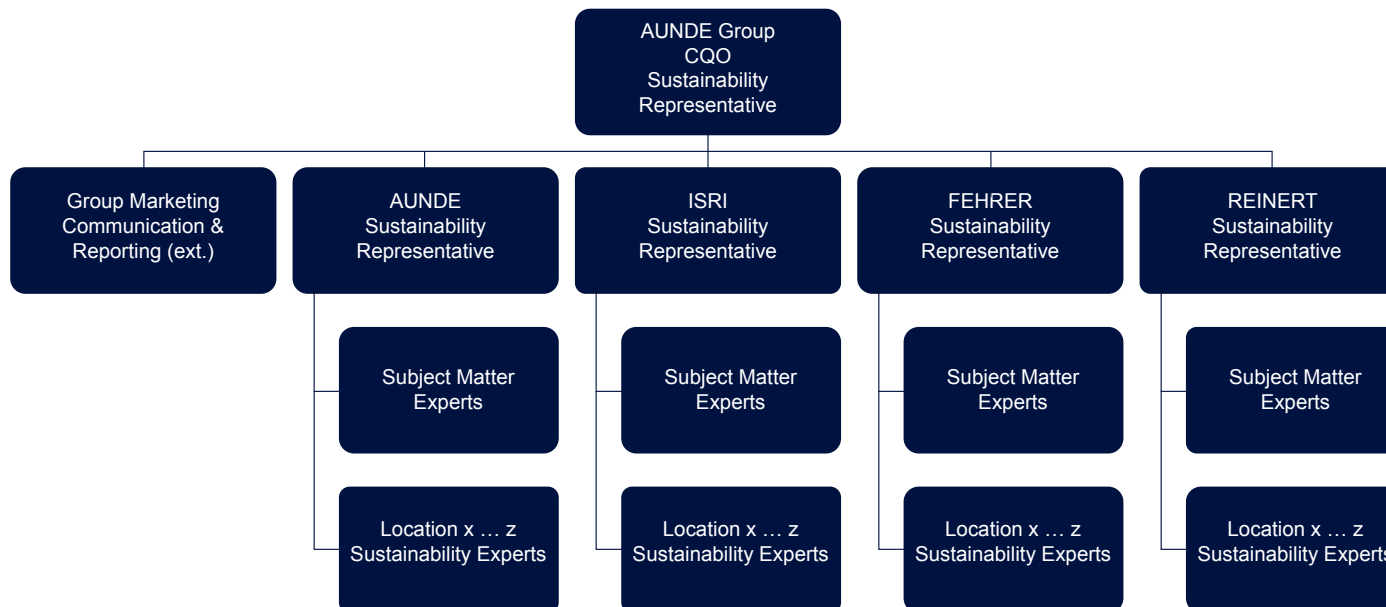 AUNDE Group
CQO
Sustainability
Representative
Group Marketing
Communication &
Reporting (ext.)
AUNDE
Sustainability
Representative
ISRI
Sustainability
Representative
FEHRER
Sustainability
Representative
REINERT
Sustainability
Representative
Subject Matter
Experts
Subject Matter
Experts
Subject Matter
Experts
Subject Matter
Experts
Location x … z
Sustainability Experts
Location x … z
Sustainability Experts
Location x … z
Sustainability Experts
Location x … z
Sustainability Experts